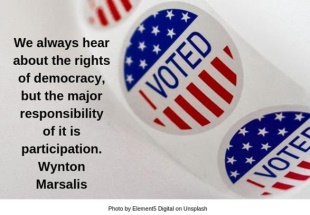 We always hear
about the rights
of democracy,
but the major
responsibility
of it is
participation.
Wynton
Marsalis
I VOTED
I VOTED
Photo by Element5 Digital on Unsplash